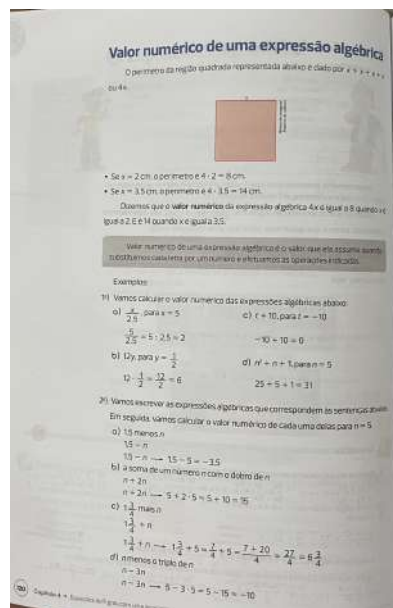 Valor numérico de uma expressão algébrica
O perímetro da região quadrada representada abaixo é dado por x + x + x + x
ou 4x.
• Se x = 2 cm, o perímetro é 4 · 2 = 8 cm.
• Se x = 3,5 cm, o perímetro é 4 · 3,5 = 14 cm.
Dizemos que o valor numérico da expressão algébrica 4x é igual a 8 quando x é
igual a 2. E é 14 quando x é igual a 3,5.
Valor numérico de uma expressão algébrica é o valor que ela assume quando
substituímos cada letra por um número e efetuamos as operações indicadas.
Exemplos:
1º) Vamos calcular o valor numérico das expressões algébricas abaixo:
a) x/2,5, para x = 5
5/2,5 = 5 : 2,5 = 2
b) 12y, para y = 1/2
12 · 1/2 = 12/2 = 6
c) t + 10, para t = −10
−10 + 10 = 0
d) n² + n + 1, para n = 5
25 + 5 + 1 = 31
2º) Vamos escrever as expressões algébricas que correspondem às sentenças abaixo.
Em seguida, vamos calcular o valor numérico de cada uma delas para n = 5.
a) 1,5 menos n
1,5 − n
1,5 − n → 1,5 − 5 = −3,5
b) a soma de um número n com o dobro de n
n + 2n
n + 2n → 5 + 2 · 5 = 5 + 10 = 15
c) 1 3/4 mais n
1 3/4 + n
1 3/4 + n → 1 3/4 + 5 = 7/4 + 5 = (7 + 20)/4 = 27/4 = 6 3/4
d) n menos o triplo de n
n − 3n
n − 3n → 5 − 3 · 5 = 5 − 15 = −10
Capítulo 4